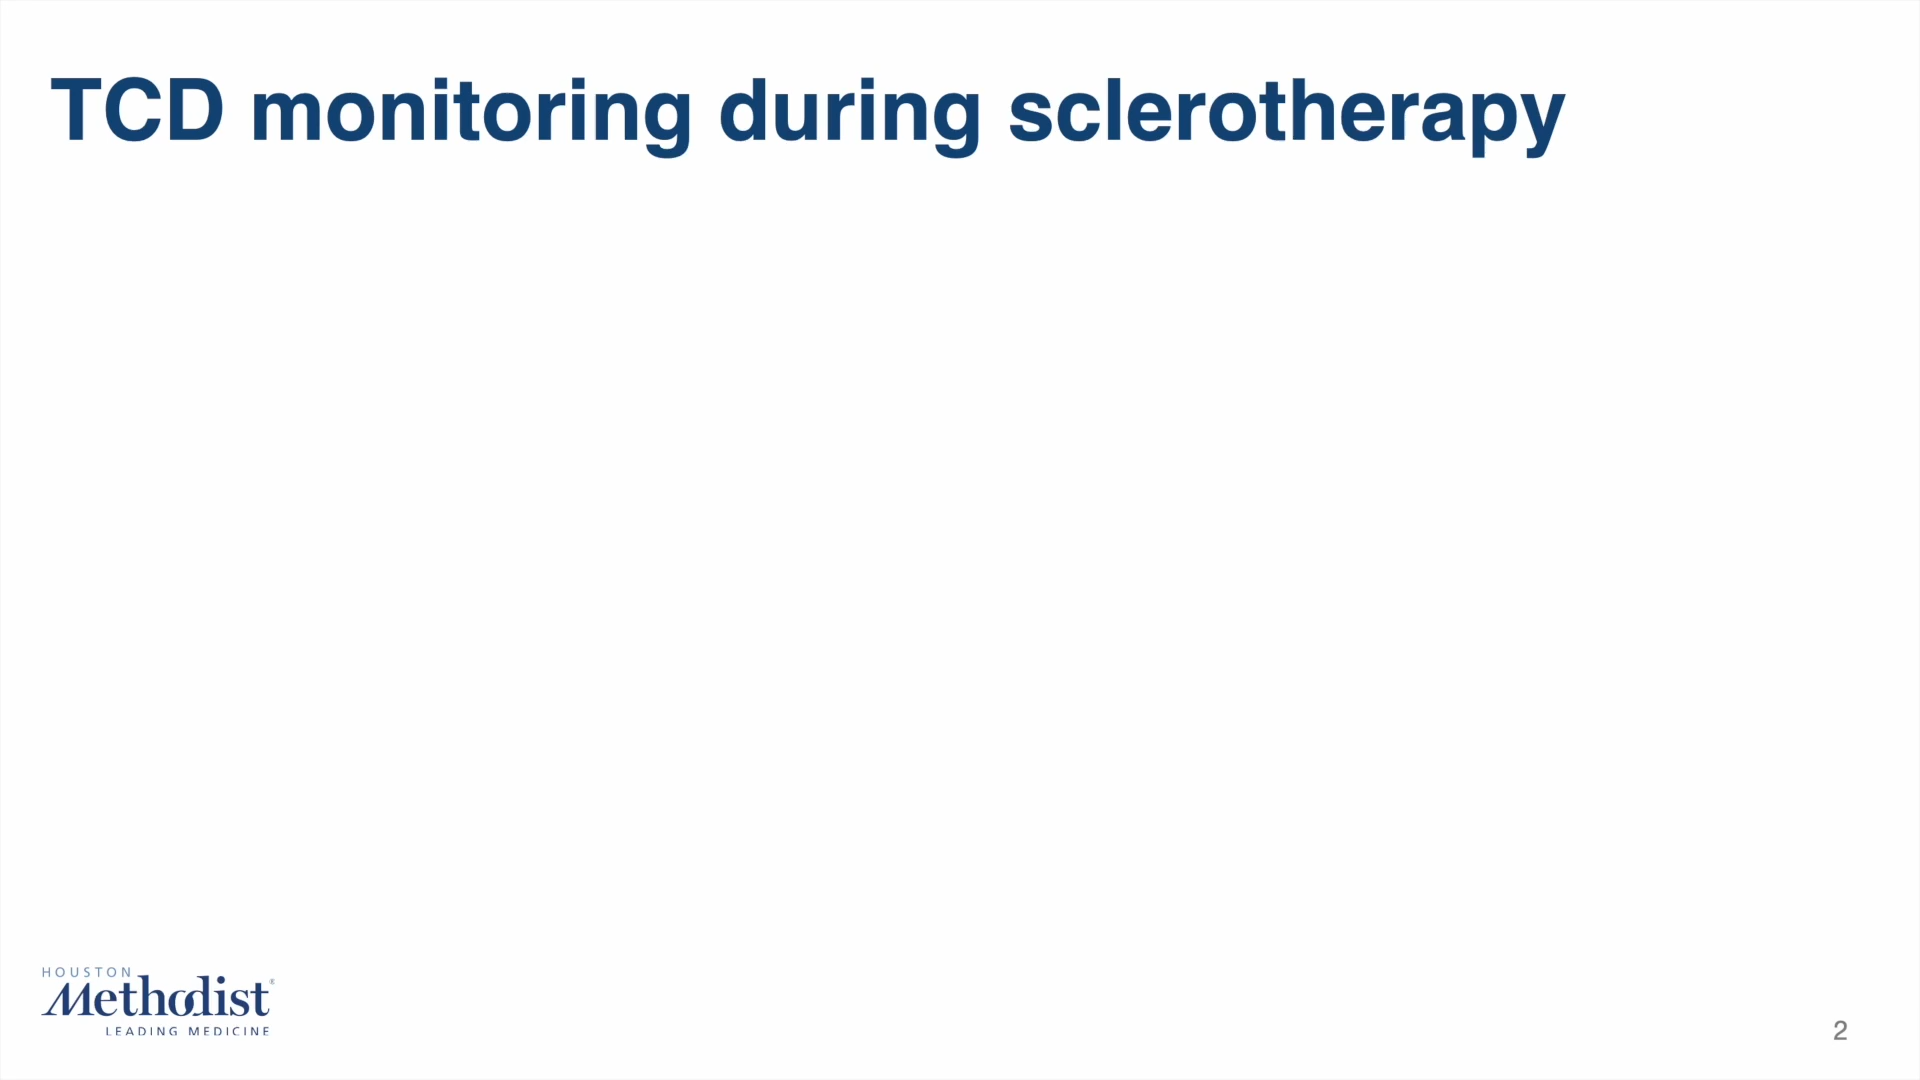 TCD monitoring during sclerotherapy
HOUSTON
Methodist®
LEADING MEDICINE
2